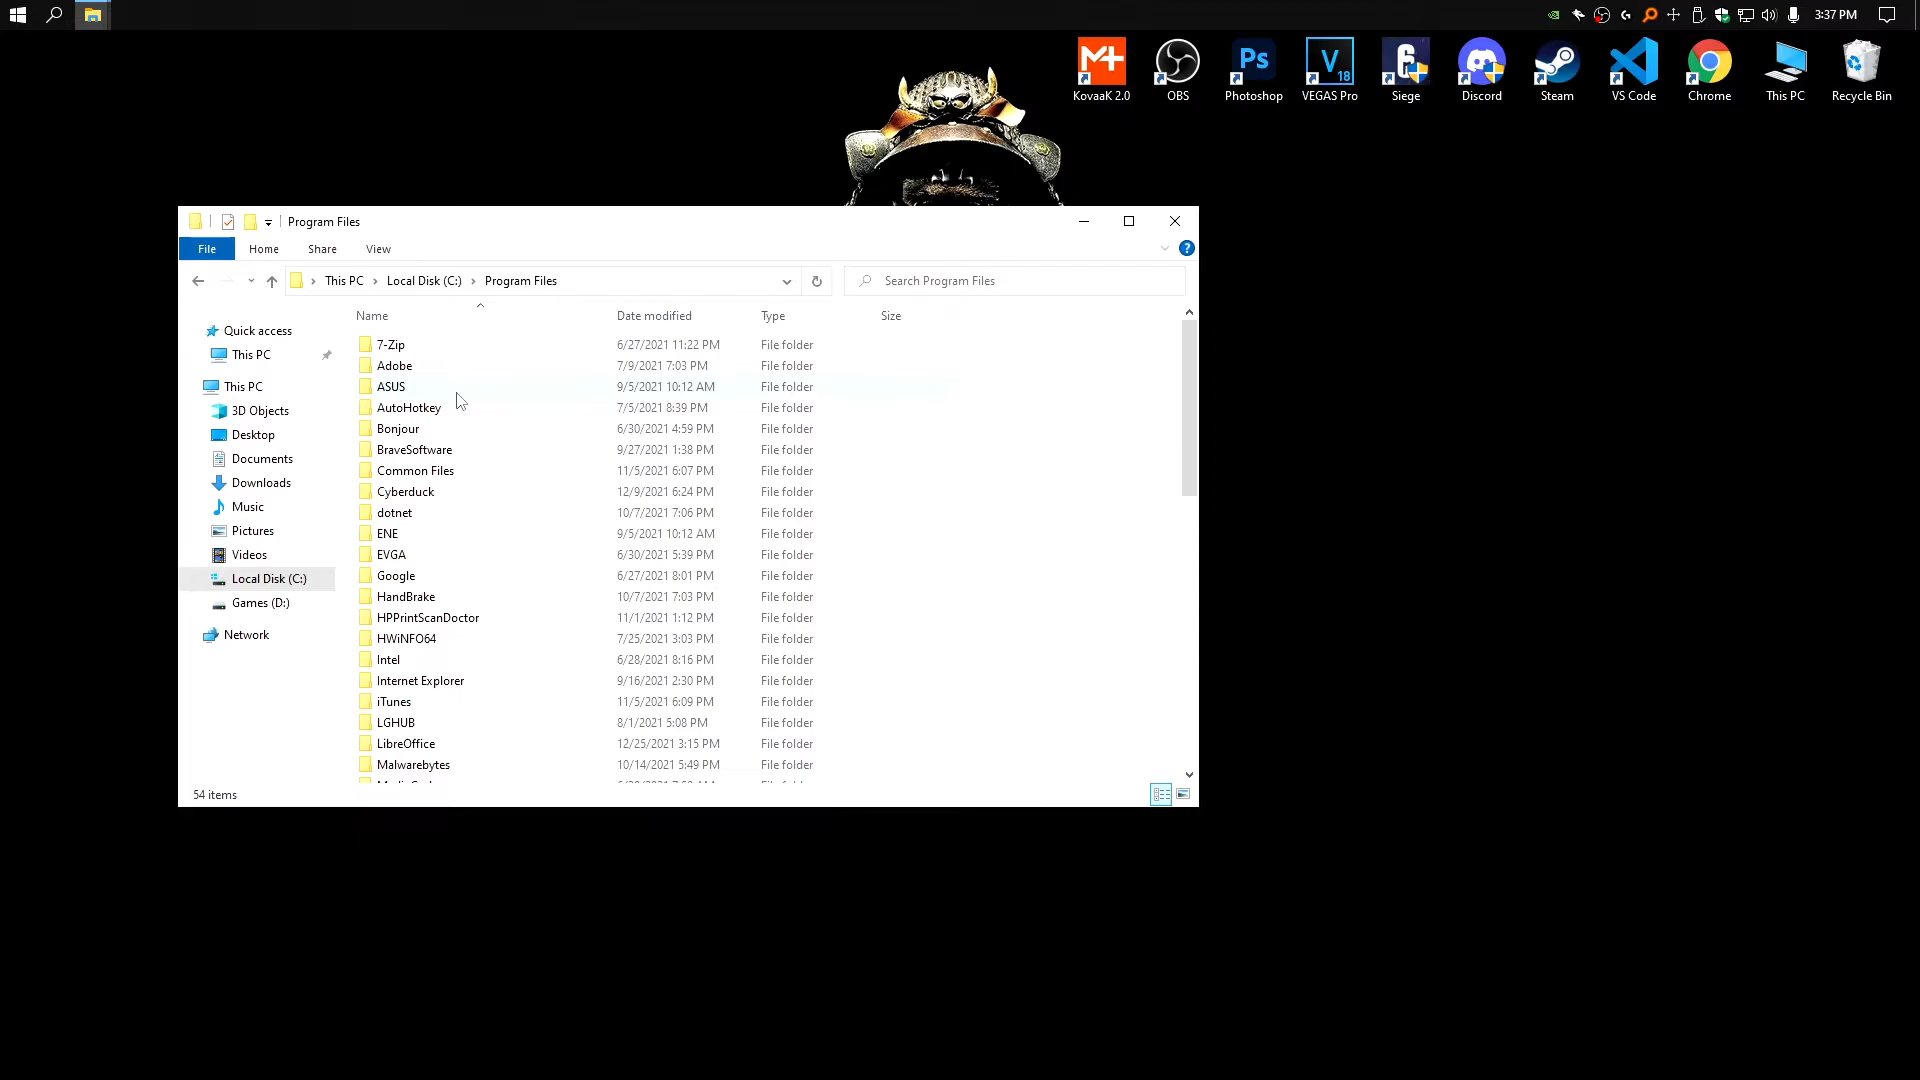 3:37 PM
M+
Ps
V
18
6
KovaaK 2.0
OBS
Photoshop
VEGAS Pro
Siege
Discord
Steam
VS Code
Chrome
This PC
Recycle Bin
Program Files
File
Home
Share
View
?
This PC
Local Disk (C:)
Program Files
Search Program Files
Name
Date modified
Type
Size
Quick access
This PC
This PC
3D Objects
Desktop
Documents
Downloads
Music
Pictures
Videos
Local Disk (C:)
Games (D:)
Network
7-Zip 6/27/2021 11:22 PM File folder
Adobe 7/9/2021 7:03 PM File folder
ASUS 9/5/2021 10:12 AM File folder
AutoHotkey 7/5/2021 8:39 PM File folder
Bonjour 6/30/2021 4:59 PM File folder
BraveSoftware 9/27/2021 1:38 PM File folder
Common Files 11/5/2021 6:07 PM File folder
Cyberduck 12/9/2021 6:24 PM File folder
dotnet 10/7/2021 7:06 PM File folder
ENE 9/5/2021 10:12 AM File folder
EVGA 6/30/2021 5:39 PM File folder
Google 6/27/2021 8:01 PM File folder
HandBrake 10/7/2021 7:03 PM File folder
HPPrintScanDoctor 11/1/2021 1:12 PM File folder
HWiNFO64 7/25/2021 3:03 PM File folder
Intel 6/28/2021 8:16 PM File folder
Internet Explorer 9/16/2021 2:30 PM File folder
iTunes 11/5/2021 6:09 PM File folder
LGHUB 8/1/2021 5:08 PM File folder
LibreOffice 12/25/2021 3:15 PM File folder
Malwarebytes 10/14/2021 5:49 PM File folder
54 items